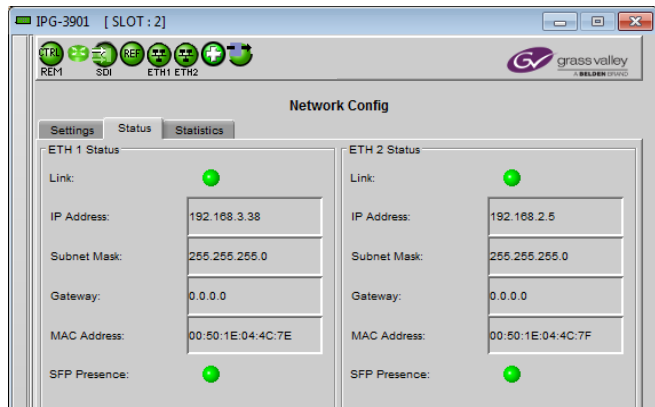 IPG-3901 [ SLOT : 2]
CTRL REF
REM SDI ETH1 ETH2
grass valley
A BELDEN BRAND
Network Config
Settings Status Statistics
ETH 1 Status ETH 2 Status
Link: Link:
IP Address: 192.168.3.38 IP Address: 192.168.2.5
Subnet Mask: 255.255.255.0 Subnet Mask: 255.255.255.0
Gateway: 0.0.0.0 Gateway: 0.0.0.0
MAC Address: 00:50:1E:04:4C:7E MAC Address: 00:50:1E:04:4C:7F
SFP Presence: SFP Presence: